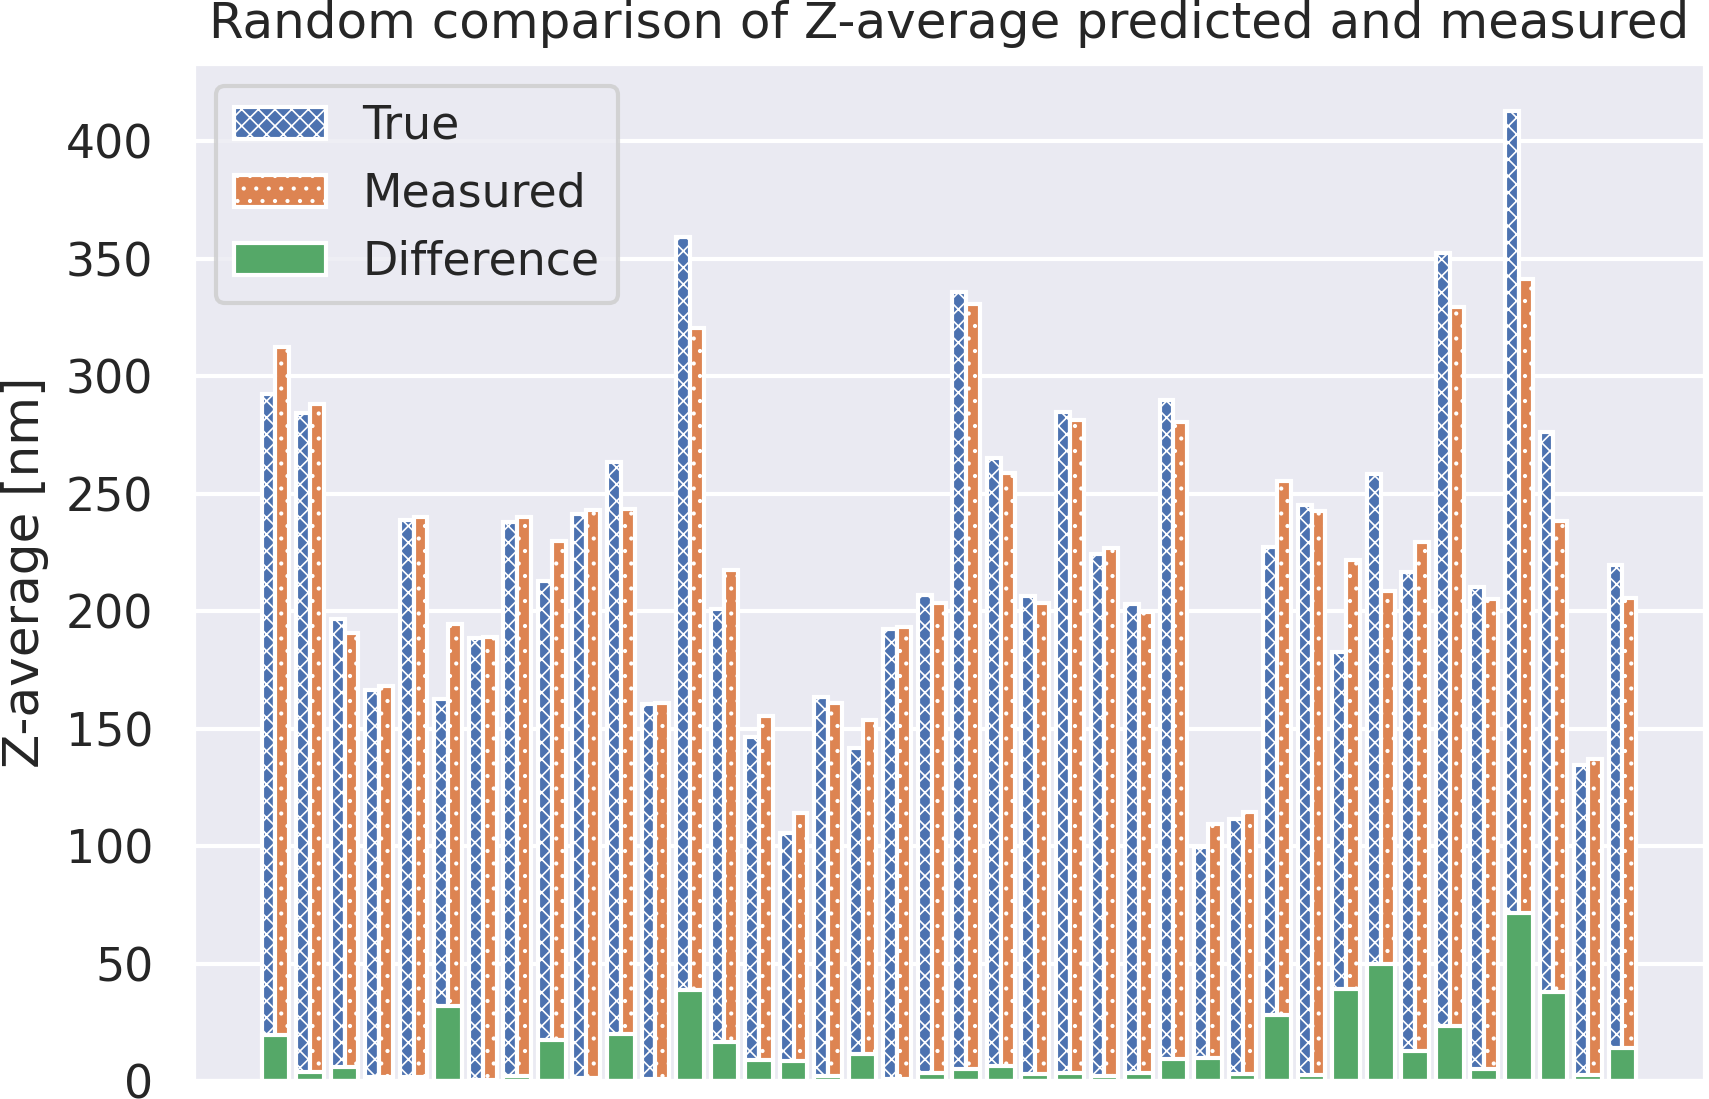 Random comparison of Z-average predicted and measured
True
Measured
Difference
Z-average [nm]
400
350
300
250
200
150
100
50
0